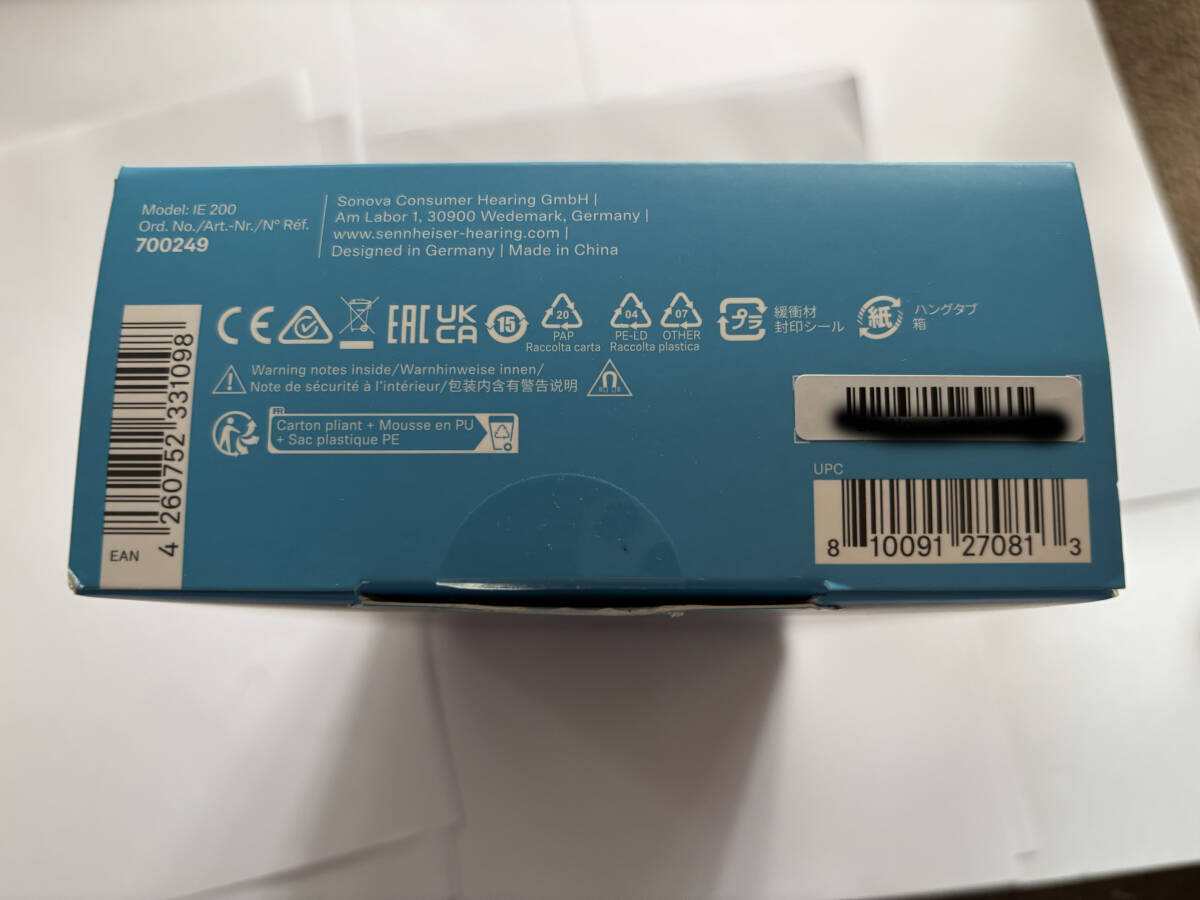 Model: IE 200
Ord. No./Art.-Nr./N° Réf.
700249
Sonova Consumer Hearing GmbH |
Am Labor 1, 30900 Wedemark, Germany |
www.sennheiser-hearing.com |
Designed in Germany | Made in China
CE
EAC
UK
CA
15
20
PAP
Raccolta carta
04
PE-LD
07
OTHER
Raccolta plastica
プラ
緩衝材
封印シール
紙
ハングタブ
箱
Warning notes inside/Warnhinweise innen/
Note de sécurité à l'intérieur/包装内含有警告说明
FR
Carton pliant + Mousse en PU
+ Sac plastique PE
EAN
4 260752 331098
UPC
8 10091 27081 3